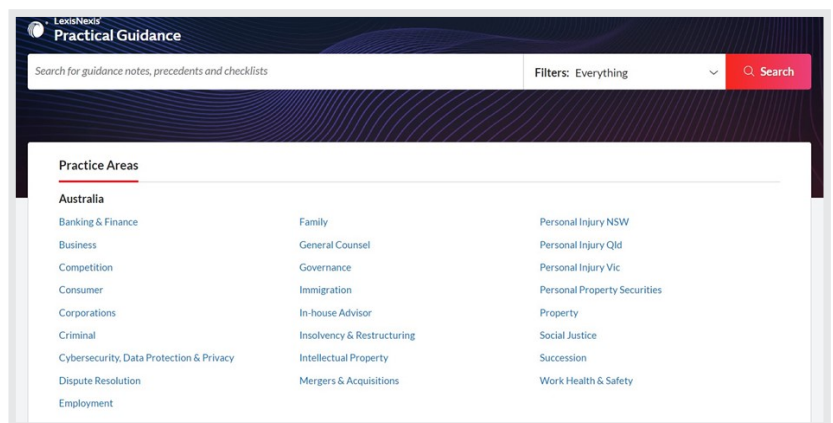 LexisNexis®
Practical Guidance
Search for guidance notes, precedents and checklists
Filters: Everything
Search
Practice Areas
Australia
Banking & Finance
Business
Competition
Consumer
Corporations
Criminal
Cybersecurity, Data Protection & Privacy
Dispute Resolution
Employment
Family
General Counsel
Governance
Immigration
In-house Advisor
Insolvency & Restructuring
Intellectual Property
Mergers & Acquisitions
Personal Injury NSW
Personal Injury Qld
Personal Injury Vic
Personal Property Securities
Property
Social Justice
Succession
Work Health & Safety